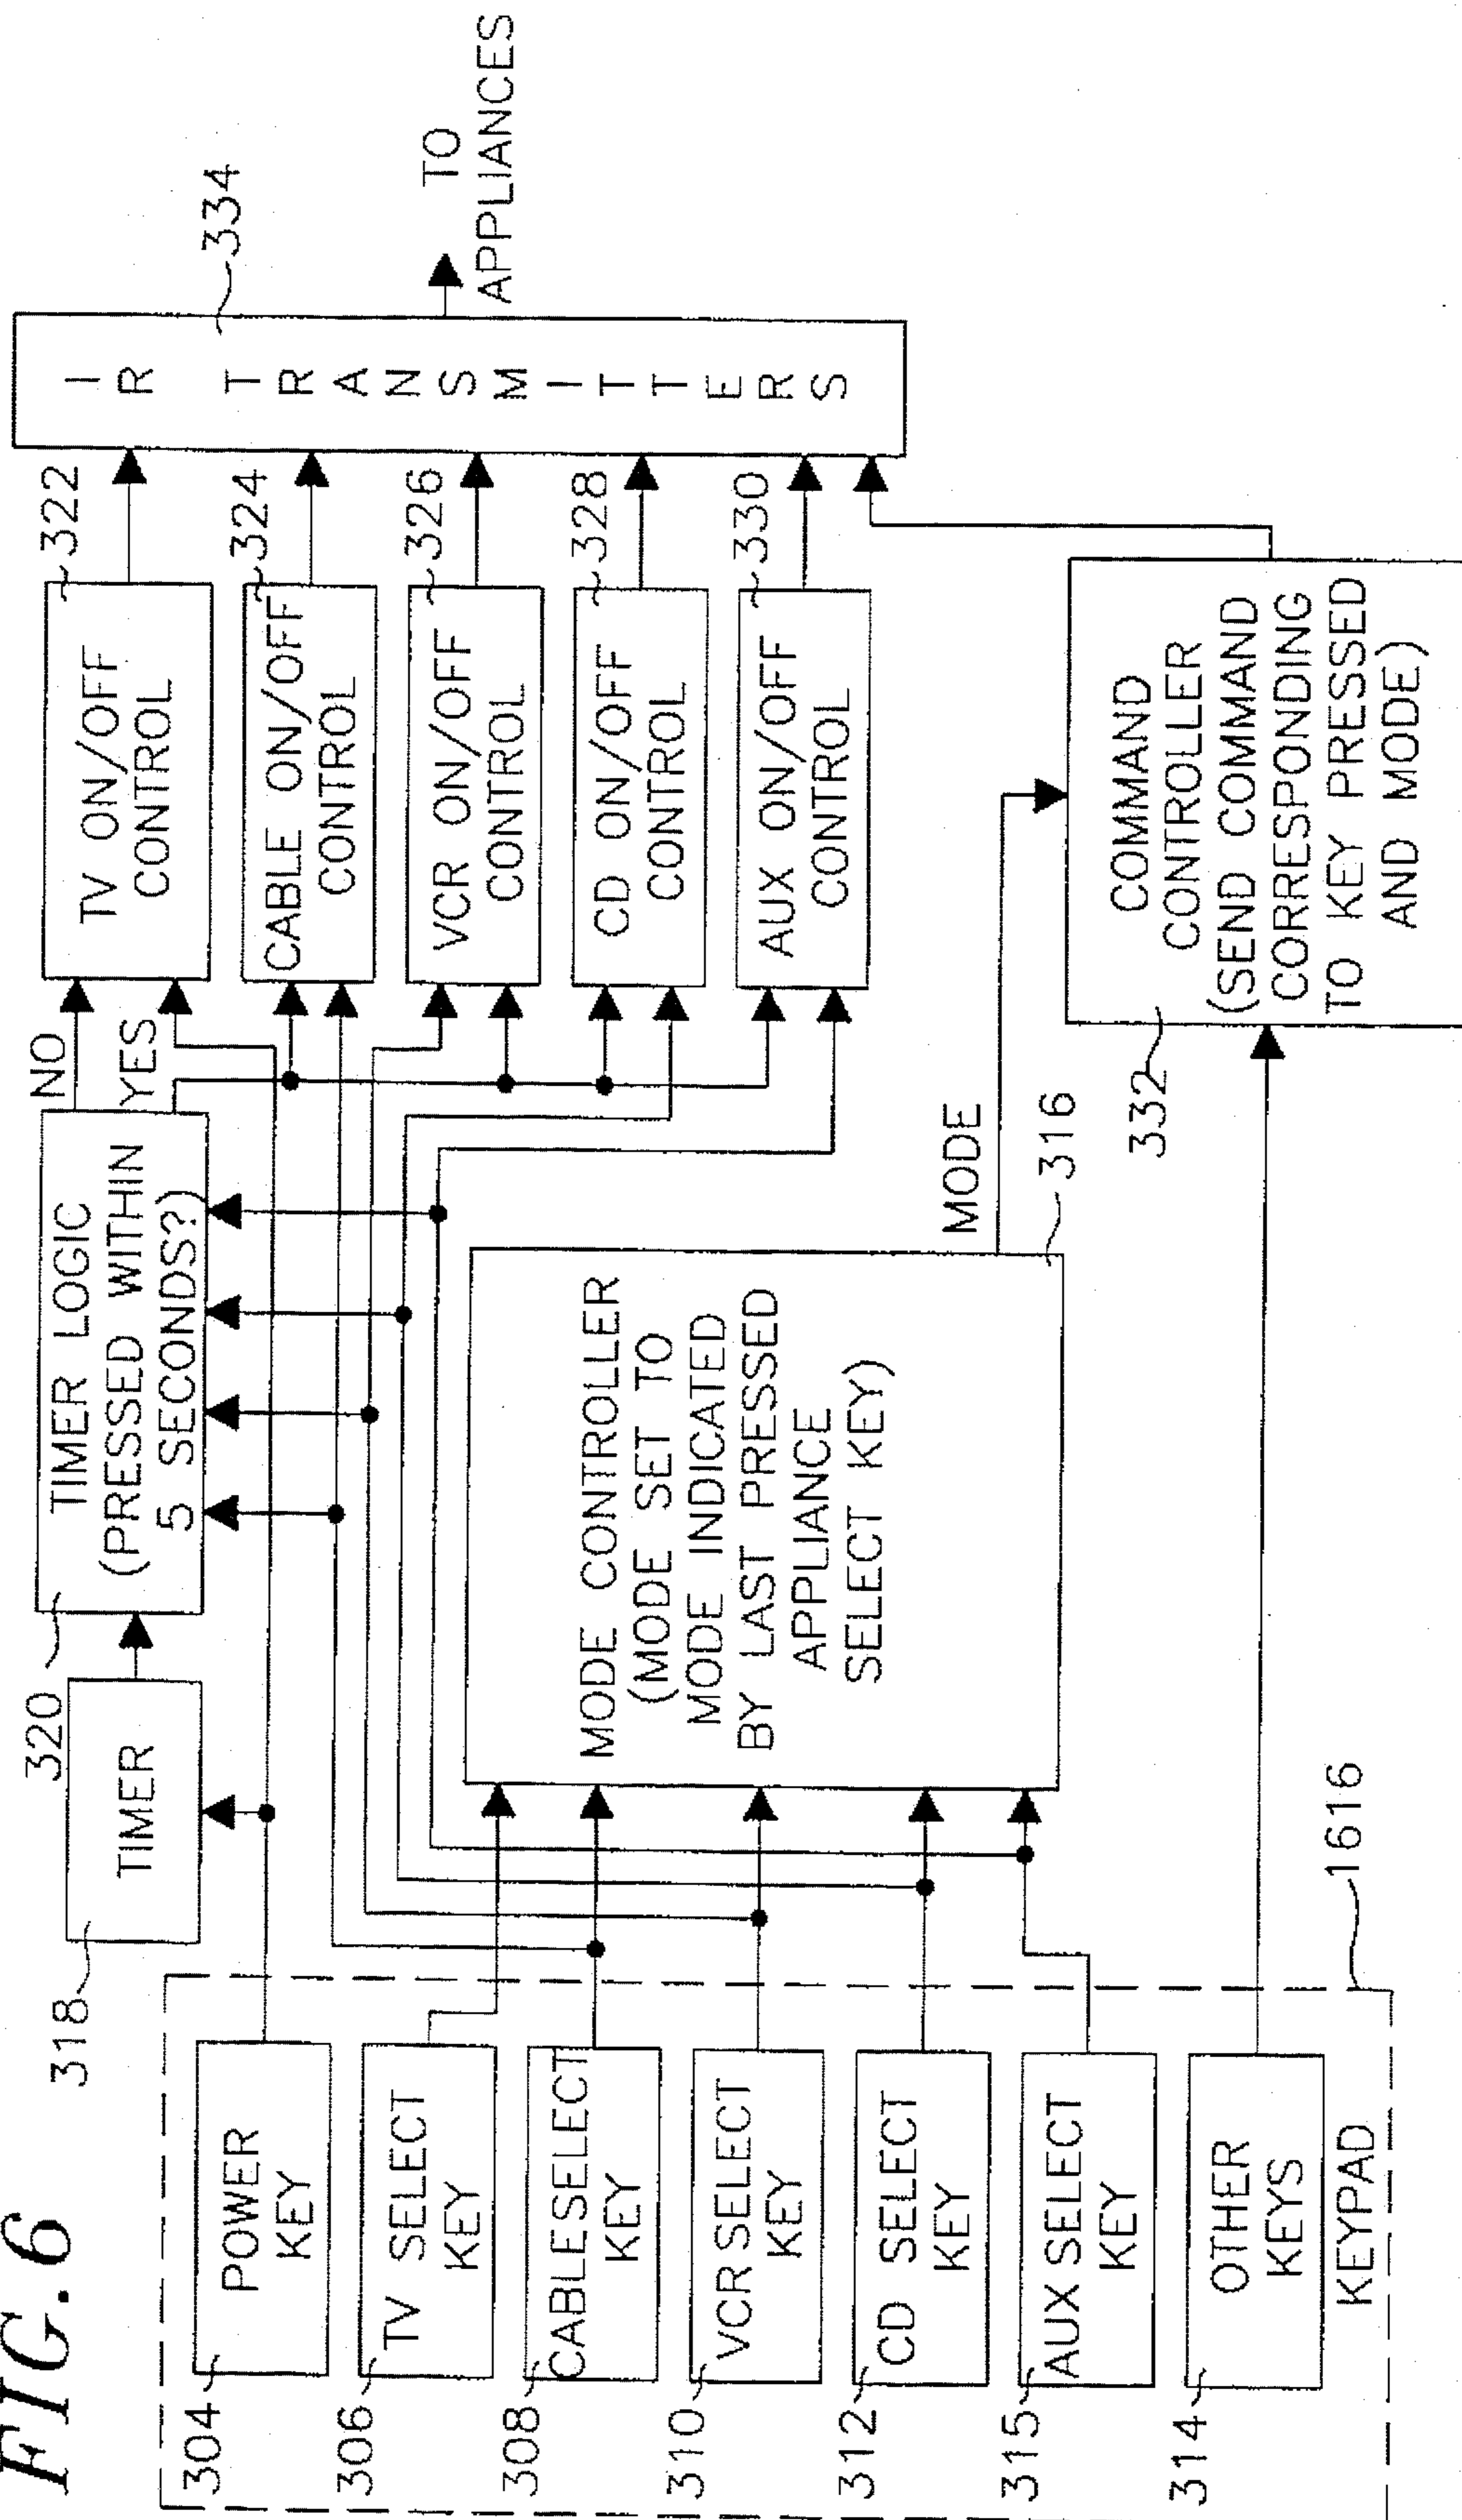 FIG. 6
318
320
TIMER
TIMER LOGIC
(PRESSED WITHIN
5 SECONDS?)
NO
YES
304
POWER
KEY
306
TV SELECT
KEY
308
CABLE SELECT
KEY
310
VCR SELECT
KEY
312
CD SELECT
KEY
315
AUX SELECT
KEY
314
OTHER
KEYS
KEYPAD
1616
MODE CONTROLLER
(MODE SET TO
MODE INDICATED
BY LAST PRESSED
APPLIANCE
SELECT KEY)
316
MODE
TV ON/OFF
CONTROL
322
CABLE ON/OFF
CONTROL
324
VCR ON/OFF
CONTROL
326
CD ON/OFF
CONTROL
328
AUX ON/OFF
CONTROL
330
332
COMMAND
CONTROLLER
(SEND COMMAND
CORRESPONDING
TO KEY PRESSED
AND MODE)
IR TRANSMITTERS
334
TO
APPLIANCES